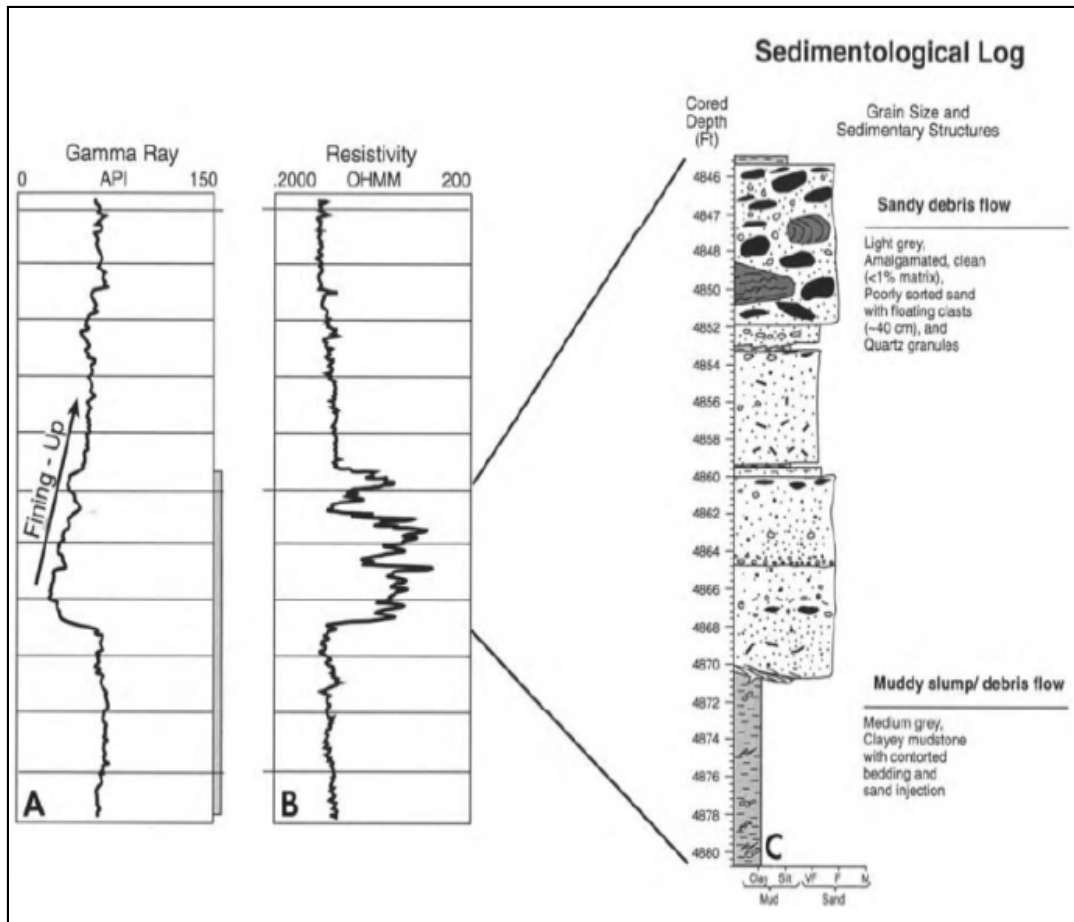 Sedimentological Log
Cored
Depth
(Ft)
Grain Size and
Sedimentary Structures
Gamma Ray
0 API 150
Resistivity
.2000 OHMM 200
Fining - Up
A
B
4846
4847
4848
4850
4852
4854
4856
4858
4860
4862
4864
4866
4868
4870
4872
4874
4876
4878
4880
Sandy debris flow
Light grey,
Amalgamated, clean
(<1% matrix),
Poorly sorted sand
with floating clasts
(~40 cm), and
Quartz granules
Muddy slump/ debris flow
Medium grey,
Clayey mudstone
with contorted
bedding and
sand injection
C
Clay Silt VF F M
Mud Sand